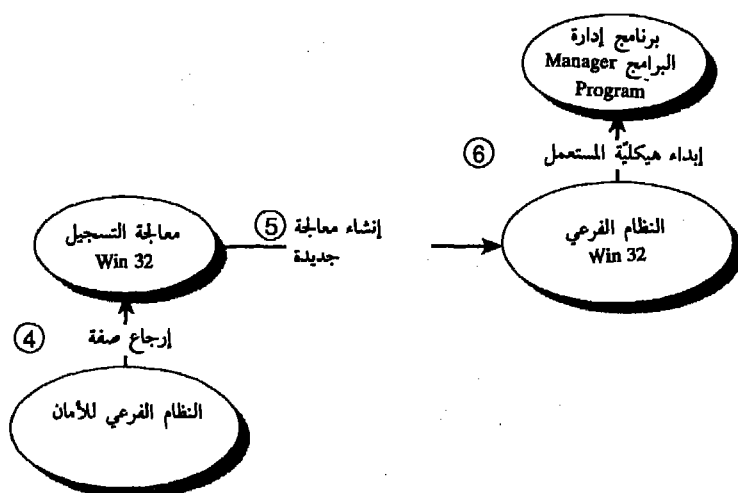 برنامج إدارة
البرامج Manager
Program
⑥ إبداء هيكليّة المستعمل
النظام الفرعي
Win 32
⑤ إنشاء معالجة
جديدة
معالجة التسجيل
Win 32
④ إرجاع صفة
النظام الفرعي للأمان